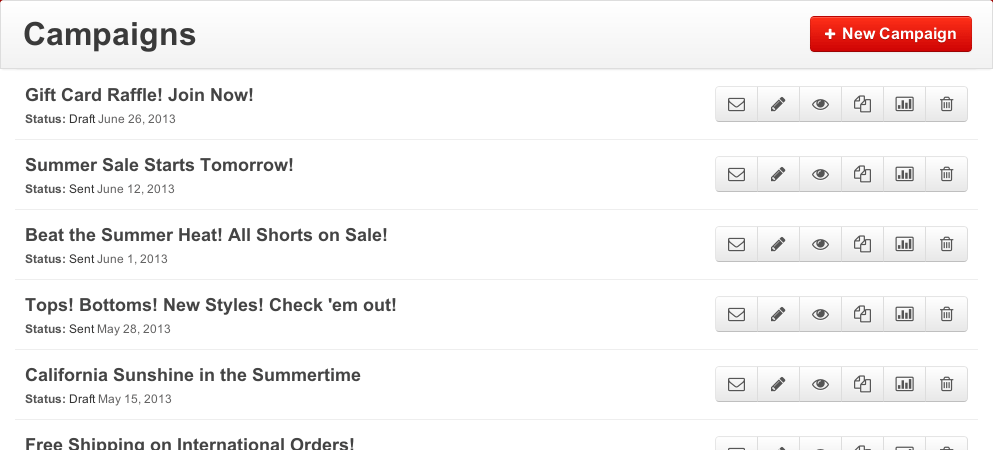 Campaigns
+ New Campaign
Gift Card Raffle! Join Now!
Status: Draft June 26, 2013
Summer Sale Starts Tomorrow!
Status: Sent June 12, 2013
Beat the Summer Heat! All Shorts on Sale!
Status: Sent June 1, 2013
Tops! Bottoms! New Styles! Check 'em out!
Status: Sent May 28, 2013
California Sunshine in the Summertime
Status: Draft May 15, 2013
Free Shipping on International Orders!